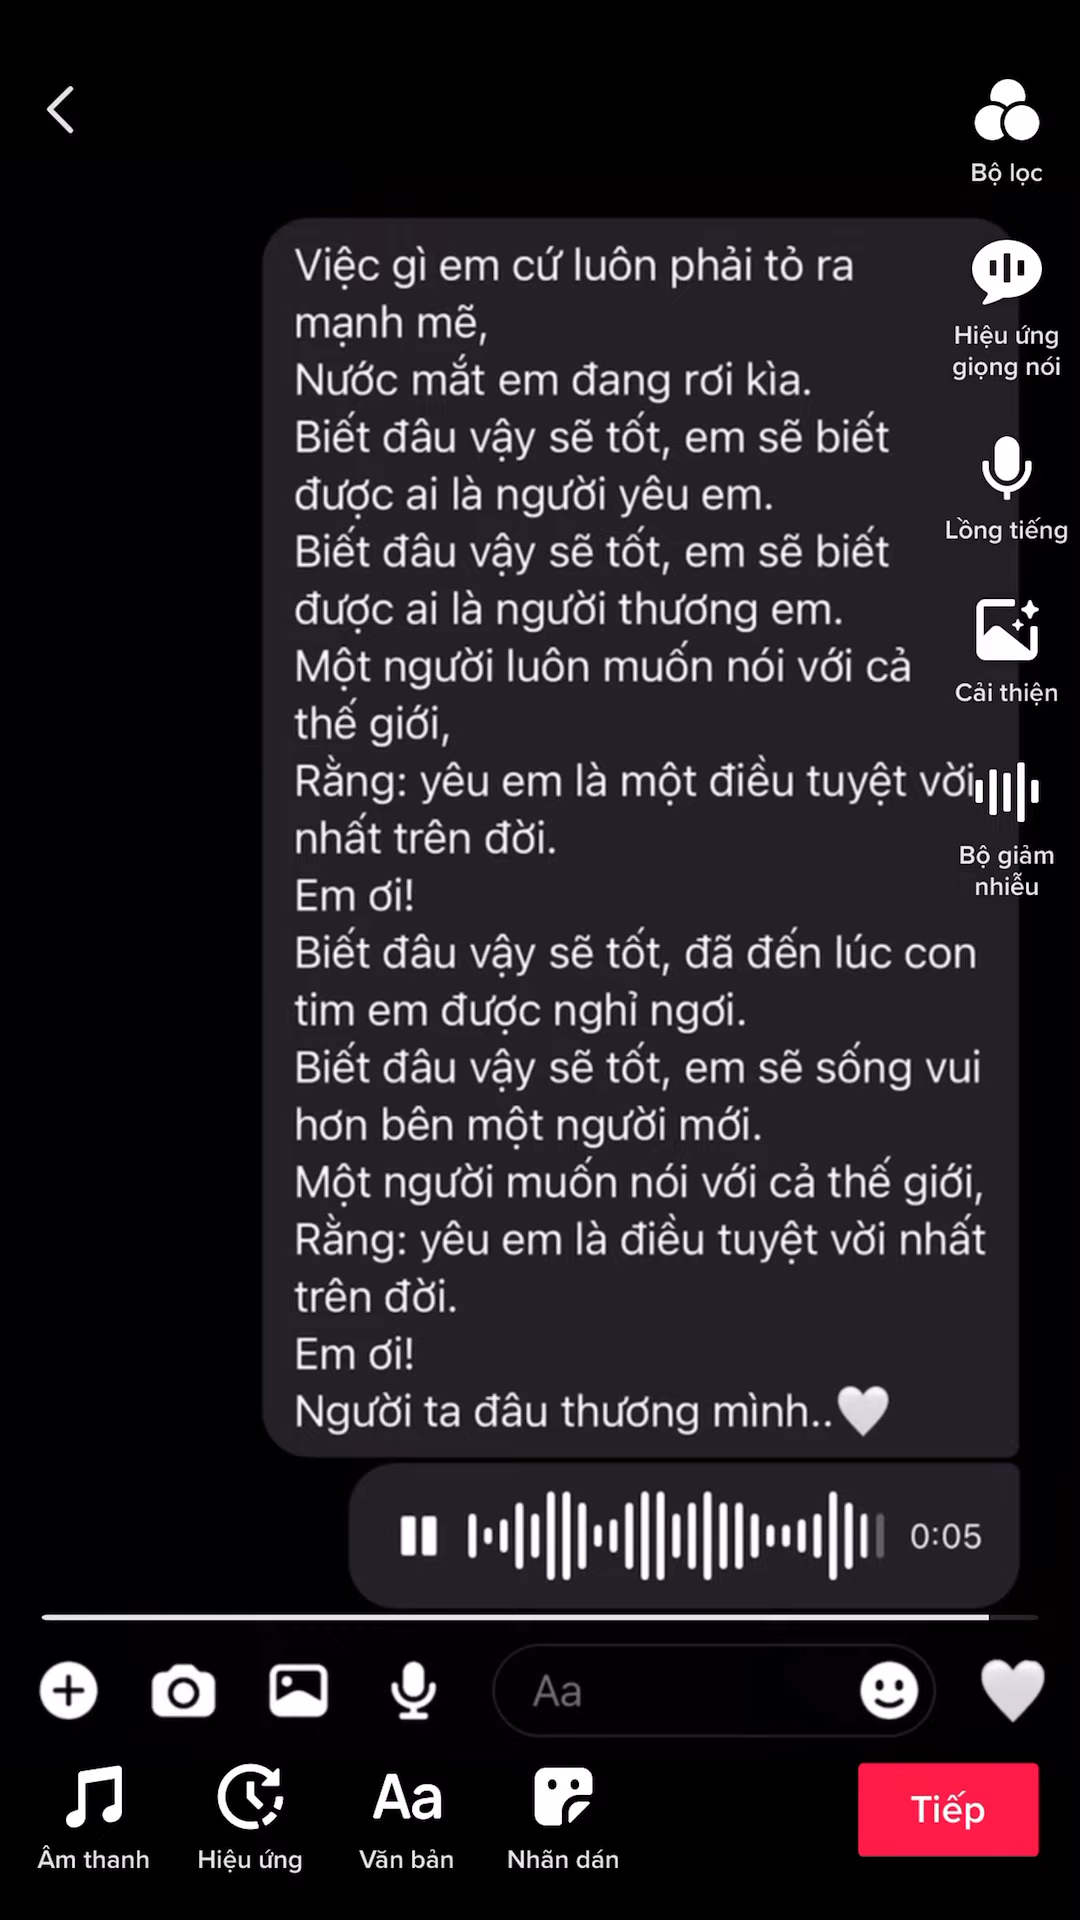 Bộ lọc
Việc gì em cứ luôn phải tỏ ra
mạnh mẽ,
Nước mắt em đang rơi kìa.
Biết đâu vậy sẽ tốt, em sẽ biết
được ai là người yêu em.
Biết đâu vậy sẽ tốt, em sẽ biết
được ai là người thương em.
Một người luôn muốn nói với cả
thế giới,
Rằng: yêu em là một điều tuyệt vời
nhất trên đời.
Em ơi!
Biết đâu vậy sẽ tốt, đã đến lúc con
tim em được nghỉ ngơi.
Biết đâu vậy sẽ tốt, em sẽ sống vui
hơn bên một người mới.
Một người muốn nói với cả thế giới,
Rằng: yêu em là điều tuyệt vời nhất
trên đời.
Em ơi!
Người ta đâu thương mình..🤍
Hiệu ứng
giọng nói
Lồng tiếng
Cải thiện
Bộ giảm
nhiễu
0:05
Aa
Aa
Âm thanh
Hiệu ứng
Văn bản
Nhãn dán
Tiếp